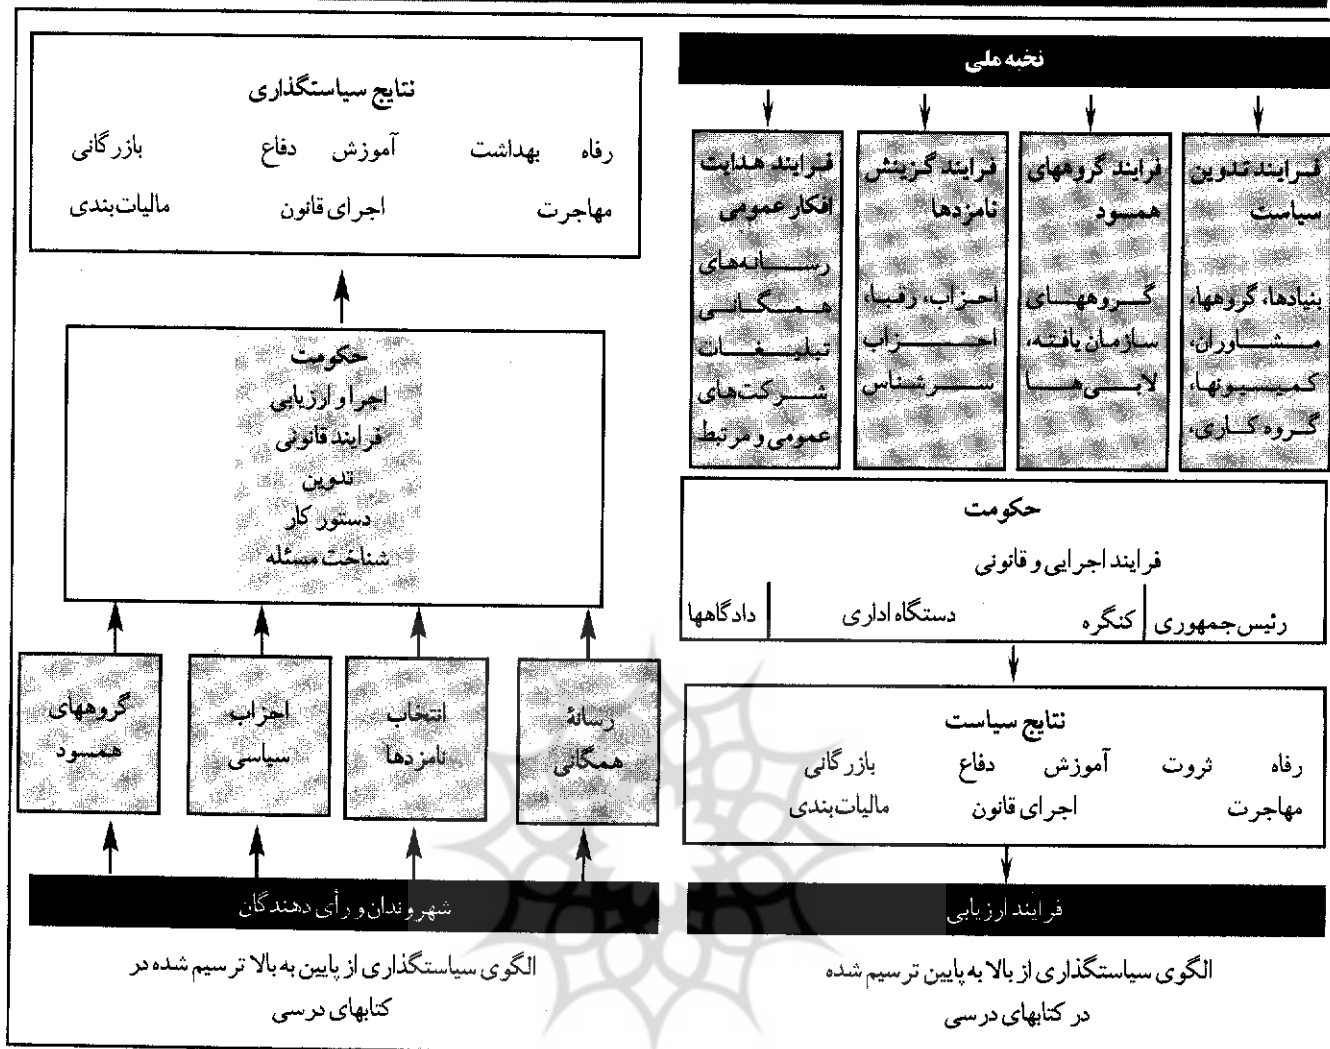 نخبه ملی
فرایند تدوین
سیاست
بنیادها، گروهها،
مشاوران،
کمیسیونها،
گروه کاری،
فرایند گروههای
همسود
گروههای
سازمان یافته،
لابی‌ها
فرایند گزینش
نامزدها
احزاب، رقبا،
احزاب
سرشناس
فرایند هدایت
افکار عمومی
رسانه‌های
همگانی
تبلیغات
شرکت‌های
عمومی و مرتبط
حکومت
فرایند اجرایی و قانونی
رئیس‌جمهوری کنگره دستگاه اداری دادگاهها
نتایج سیاست
رفاه ثروت آموزش دفاع بازرگانی
مهاجرت اجرای قانون مالیات‌بندی
فرایند ارزیابی
الگوی سیاستگذاری از بالا به پایین ترسیم شده
در کتابهای درسی
نتایج سیاستگذاری
رفاه بهداشت آموزش دفاع بازرگانی
مهاجرت اجرای قانون مالیات‌بندی
حکومت
اجرا و ارزیابی
فرایند قانونی
تدوین
دستور کار
شناخت مسئله
رسانهٔ
همگانی
انتخاب
نامزدها
احزاب
سیاسی
گروههای
همسود
شهروندان و رأی دهندگان
الگوی سیاستگذاری از پایین به بالا ترسیم شده در
کتابهای درسی